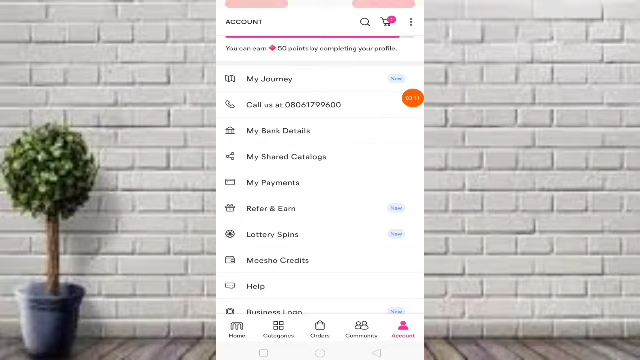 ACCOUNT
You can earn 50 points by completing your profile.
My Journey New
Call us at 08061799600
03:11
My Bank Details
My Shared Catalogs
My Payments
Refer & Earn New
Lottery Spins New
Meesho Credits
Help
Business Logo New
Home Categories Orders Community Account